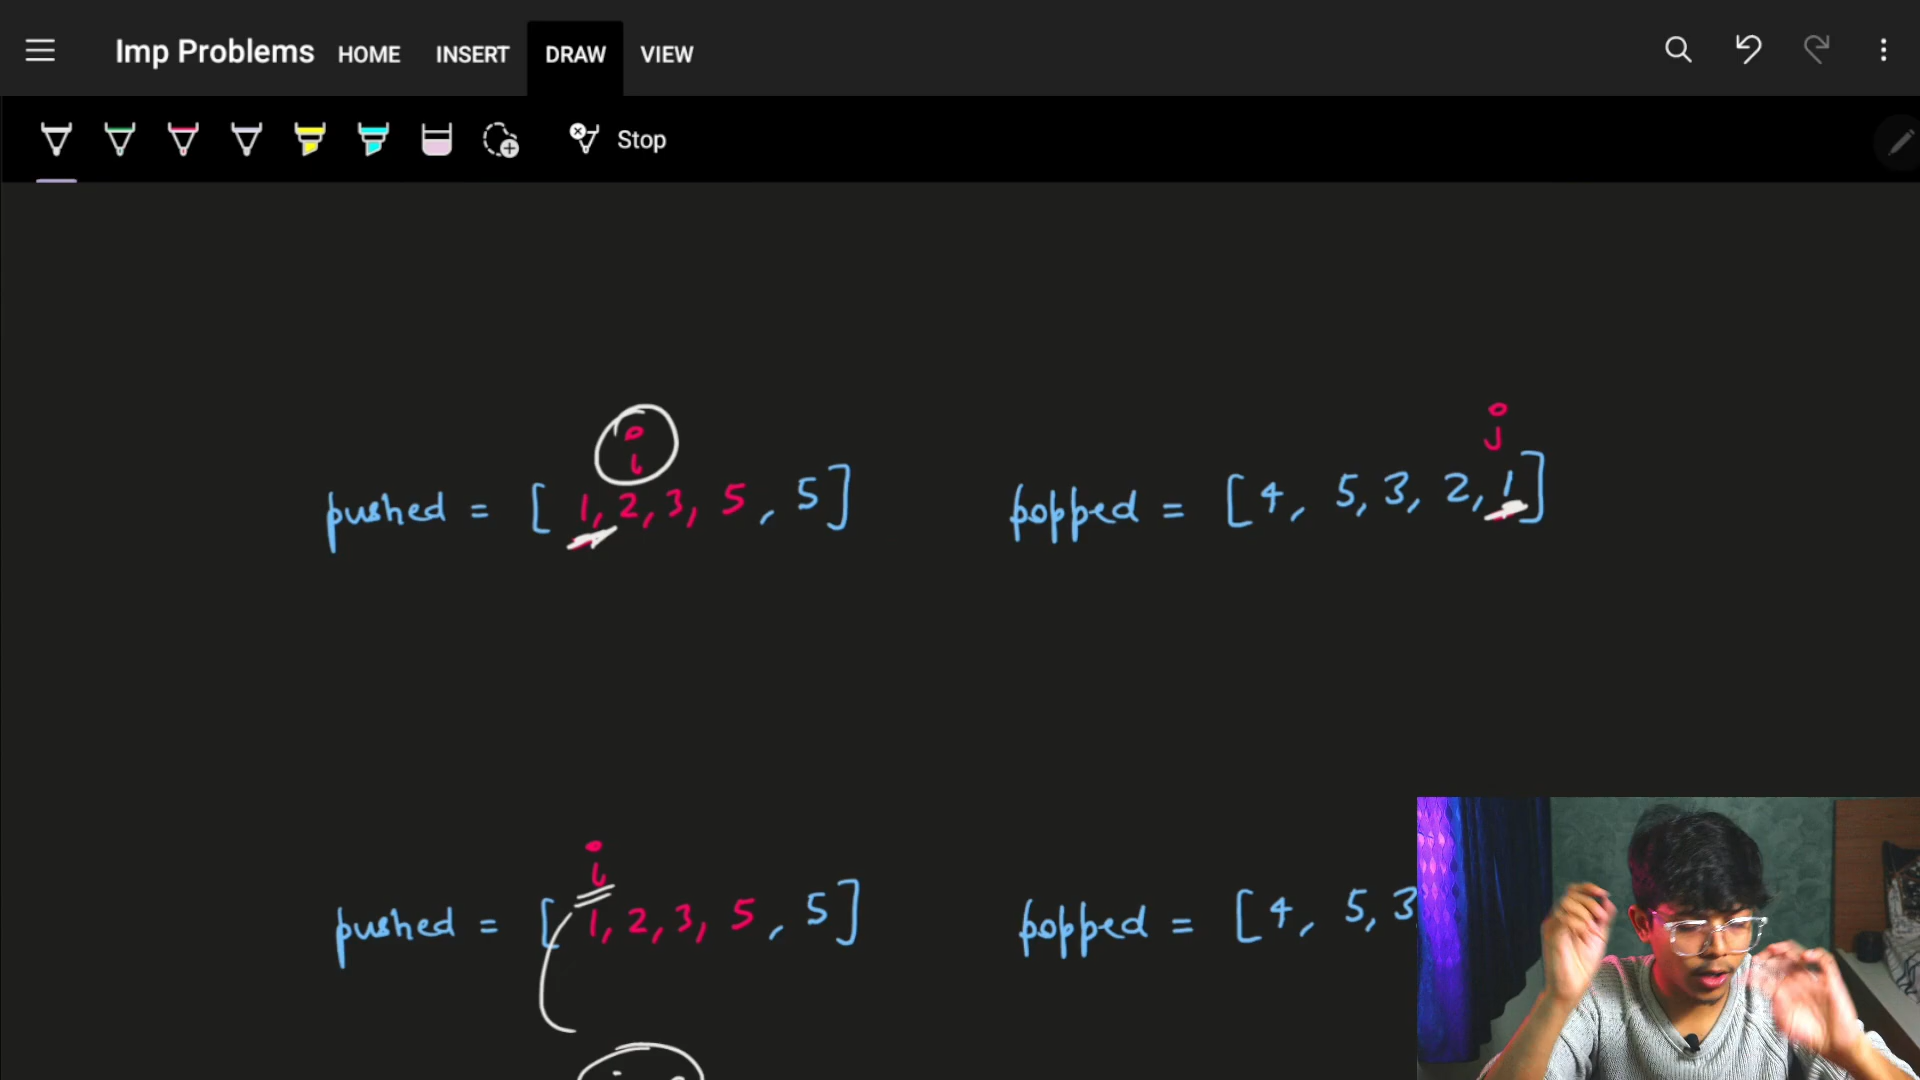 Imp Problems HOME INSERT DRAW VIEW
Stop
i
j
pushed = [ 1, 2, 3, 5 , 5 ]
popped = [ 4, 5, 3, 2, 1 ]
i
pushed = [ 1, 2, 3, 5 , 5 ]
popped = [ 4, 5, 3